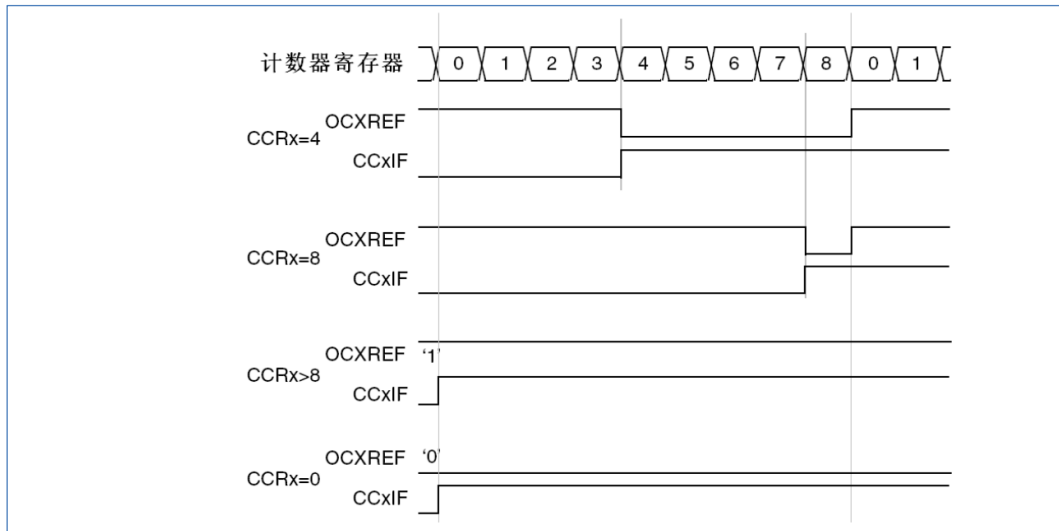 计数器寄存器 0 1 2 3 4 5 6 7 8 0 1
OCXREF
CCRx=4
CCxIF
OCXREF
CCRx=8
CCxIF
OCXREF ‘1’
CCRx>8
CCxIF
OCXREF ‘0’
CCRx=0
CCxIF